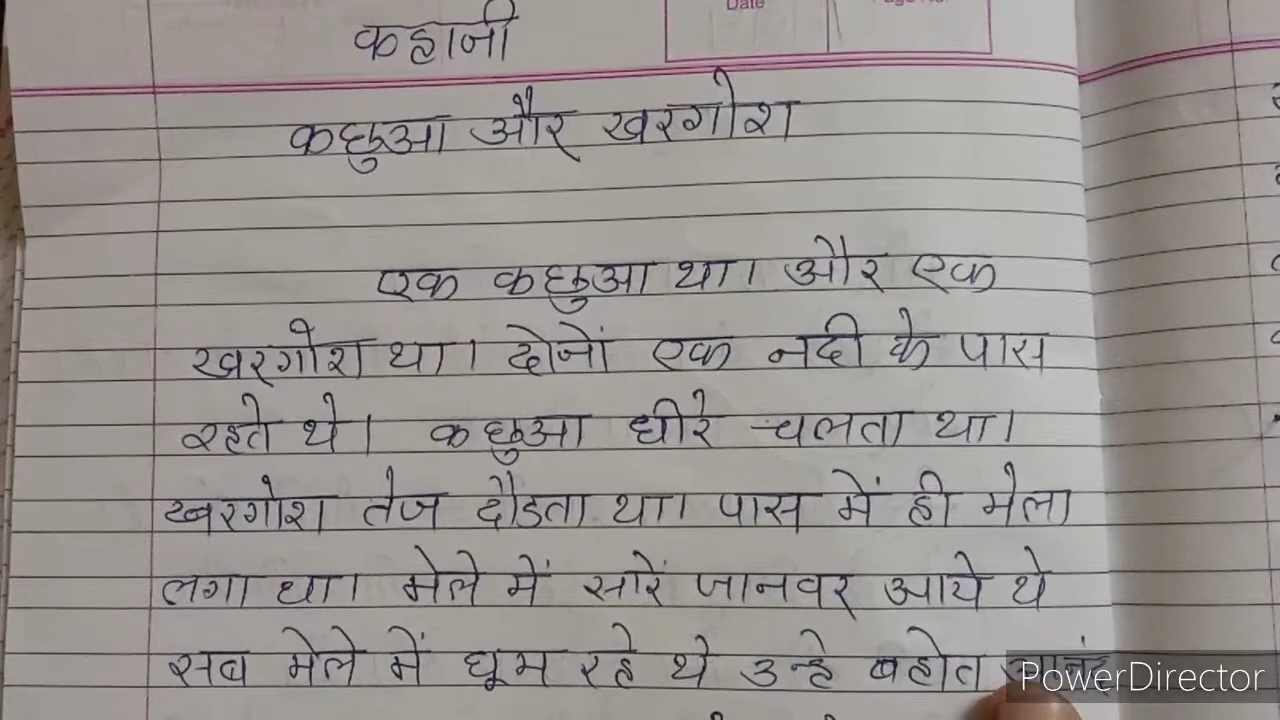 Date
कहानी
कछुआ और खरगोश
एक कछुआ था। और एक
खरगोश था। दोनों एक नदी के पास
रहते थे। कछुआ धीरे चलता था।
खरगोश तेज दौडता था। पास में ही मेला
लगा था। मेले में सारें जानवर आये थे
सब मेले में घूम रहे थे उन्हे बहोत आनंद
PowerDirector